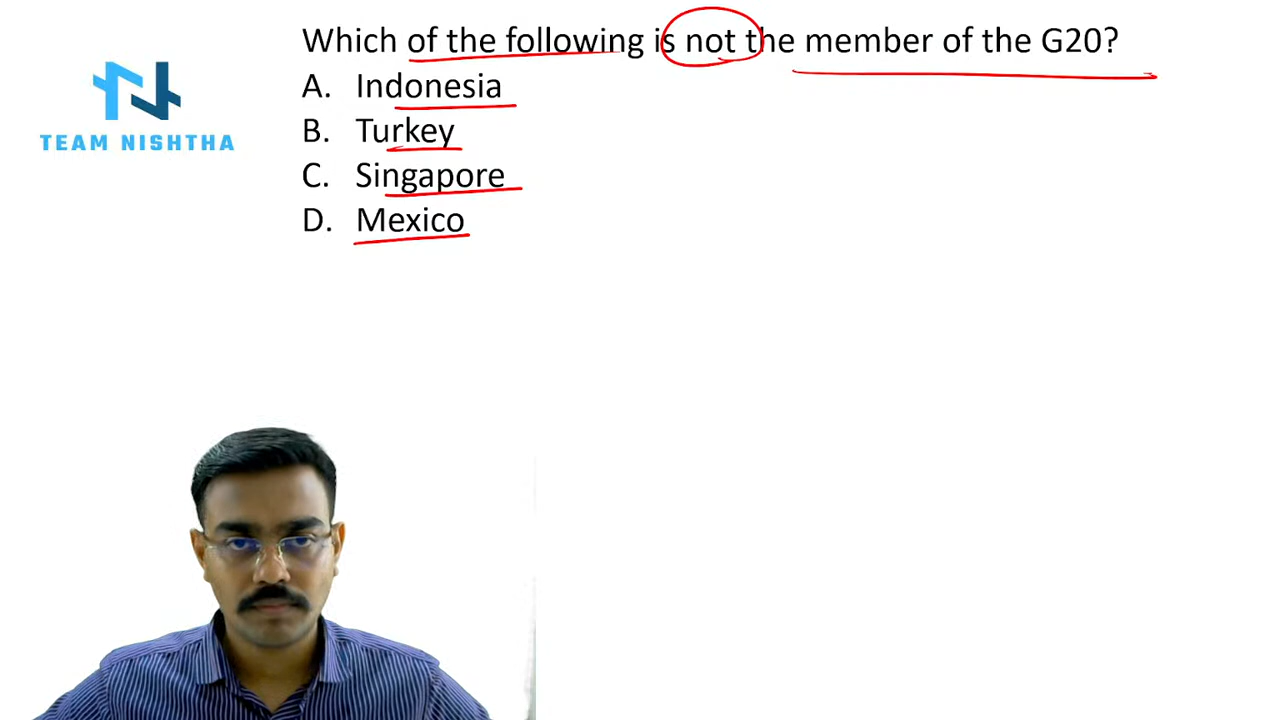 Which of the following is not the member of the G20?
A. Indonesia
B. Turkey
C. Singapore
D. Mexico
TEAM NISHTHA